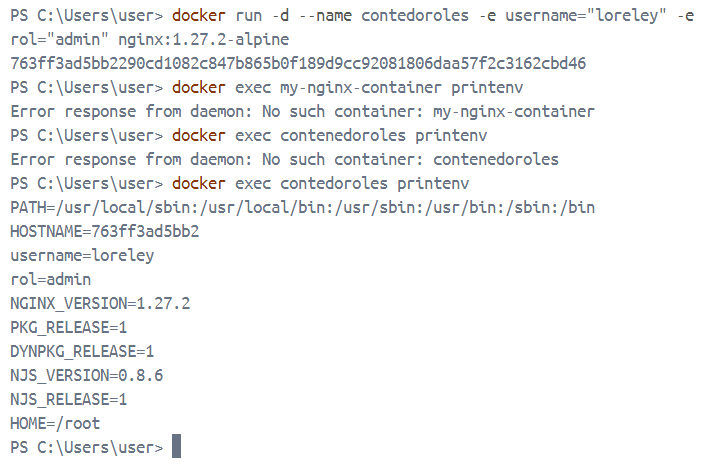 PS C:\Users\user> docker run -d --name contedoroles -e username="loreley" -e
rol="admin" nginx:1.27.2-alpine
763ff3ad5bb2290cd1082c847b865b0f189d9cc92081806daa57f2c3162cbd46
PS C:\Users\user> docker exec my-nginx-container printenv
Error response from daemon: No such container: my-nginx-container
PS C:\Users\user> docker exec contenedoroles printenv
Error response from daemon: No such container: contenedoroles
PS C:\Users\user> docker exec contedoroles printenv
PATH=/usr/local/sbin:/usr/local/bin:/usr/sbin:/usr/bin:/sbin:/bin
HOSTNAME=763ff3ad5bb2
username=loreley
rol=admin
NGINX_VERSION=1.27.2
PKG_RELEASE=1
DYNPKG_RELEASE=1
NJS_VERSION=0.8.6
NJS_RELEASE=1
HOME=/root
PS C:\Users\user>